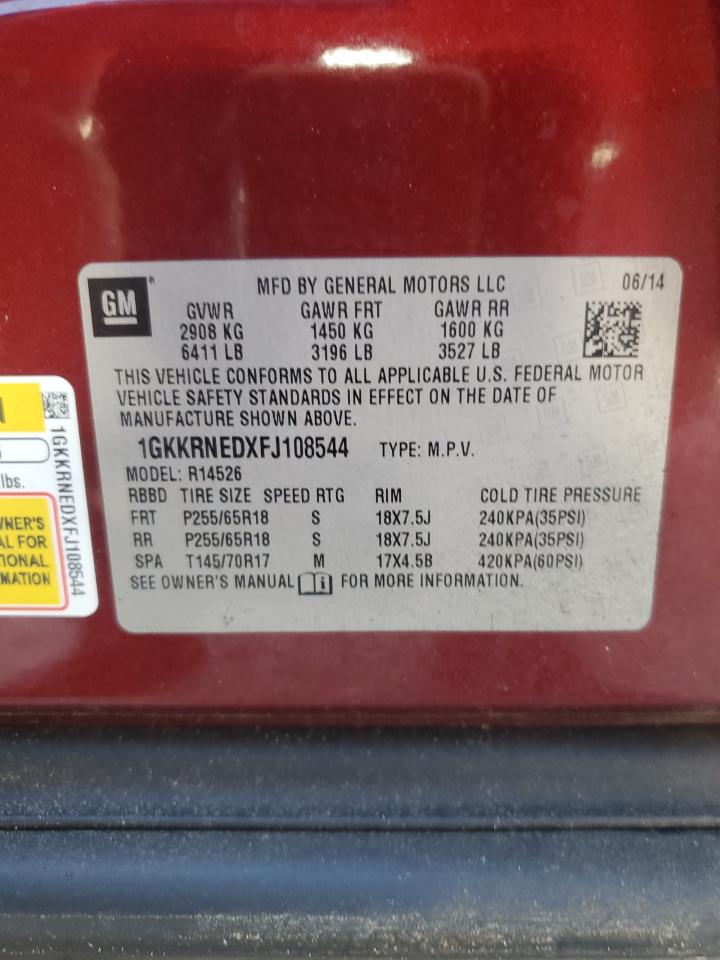 GM
MFD BY GENERAL MOTORS LLC 06/14
GVWR GAWR FRT GAWR RR
2908 KG 1450 KG 1600 KG
6411 LB 3196 LB 3527 LB
THIS VEHICLE CONFORMS TO ALL APPLICABLE U.S. FEDERAL MOTOR
VEHICLE SAFETY STANDARDS IN EFFECT ON THE DATE OF
MANUFACTURE SHOWN ABOVE.
1GKKRNEDXFJ108544 TYPE: M.P.V.
MODEL: R14526
RBBD TIRE SIZE SPEED RTG RIM COLD TIRE PRESSURE
FRT P255/65R18 S 18X7.5J 240KPA(35PSI)
RR P255/65R18 S 18X7.5J 240KPA(35PSI)
SPA T145/70R17 M 17X4.5B 420KPA(60PSI)
SEE OWNER'S MANUAL FOR MORE INFORMATION.
1GKKRNEDXFJ108544
lbs.
WNER'S
AL FOR
TIONAL
MATION